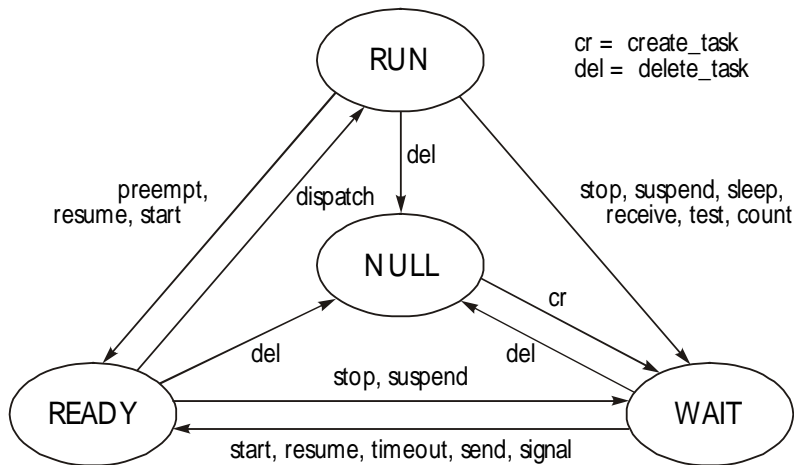 RUN
cr = create_task
del = delete_task
del
preempt,
resume, start
dispatch
stop, suspend, sleep,
receive, test, count
NULL
cr
del
del
stop, suspend
READY
WAIT
start, resume, timeout, send, signal